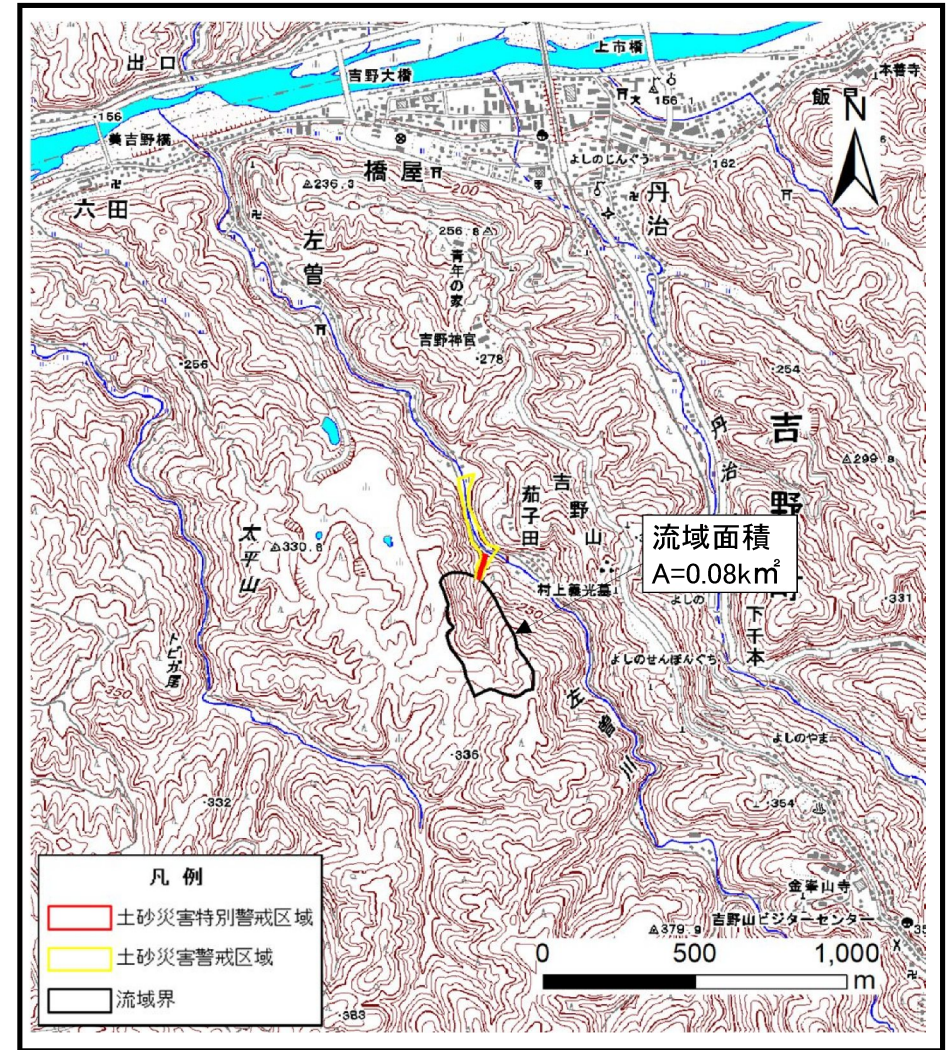 出口
上市橋
本善寺
吉野大橋
飯貝
156
156
N
美吉野橋
よしのじんぐう
162
橋屋
236.3
200
丹治
六田
左曽
256.8
青年の家
吉野神宮
278
256
254
吉野
丹治
299.8
茄子田
吉野山
太平山
330.8
流域面積
A=0.08km²
村上義光墓
よしの
331
250
下千本
よしのせんぼんぐち
トビガ尾
350
左曽川
よしのやま
336
332
354
凡例
金峯山寺
土砂災害特別警戒区域
吉野山ビジターセンター
379.9
土砂災害警戒区域
0 500 1,000
m
流域界
383